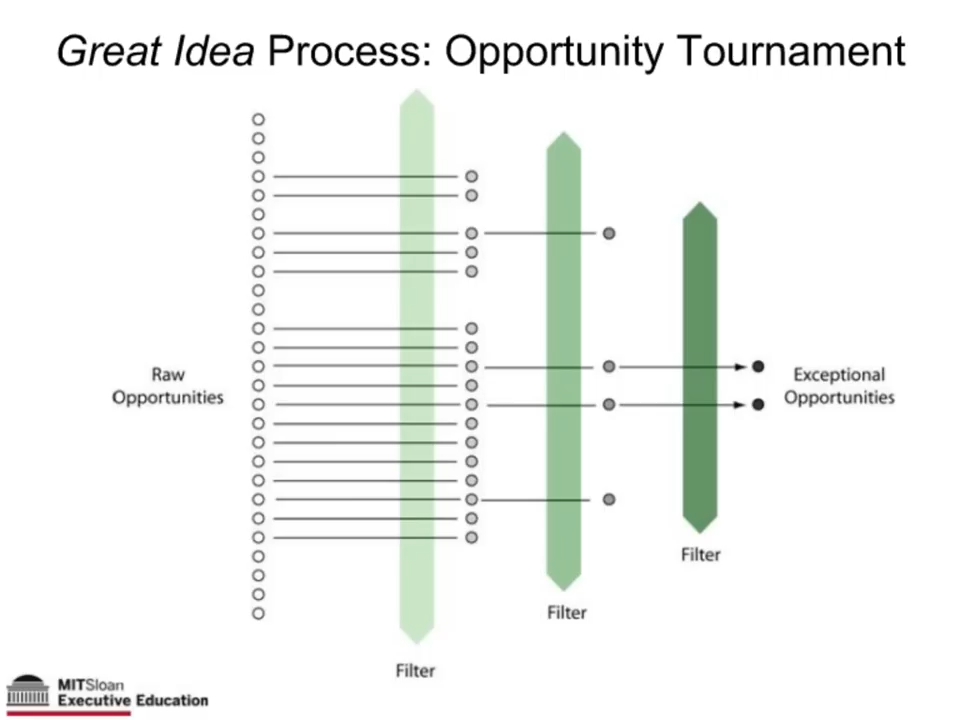 Great Idea Process: Opportunity Tournament
Raw
Opportunities
Exceptional
Opportunities
Filter
Filter
Filter
MITSloan
Executive Education